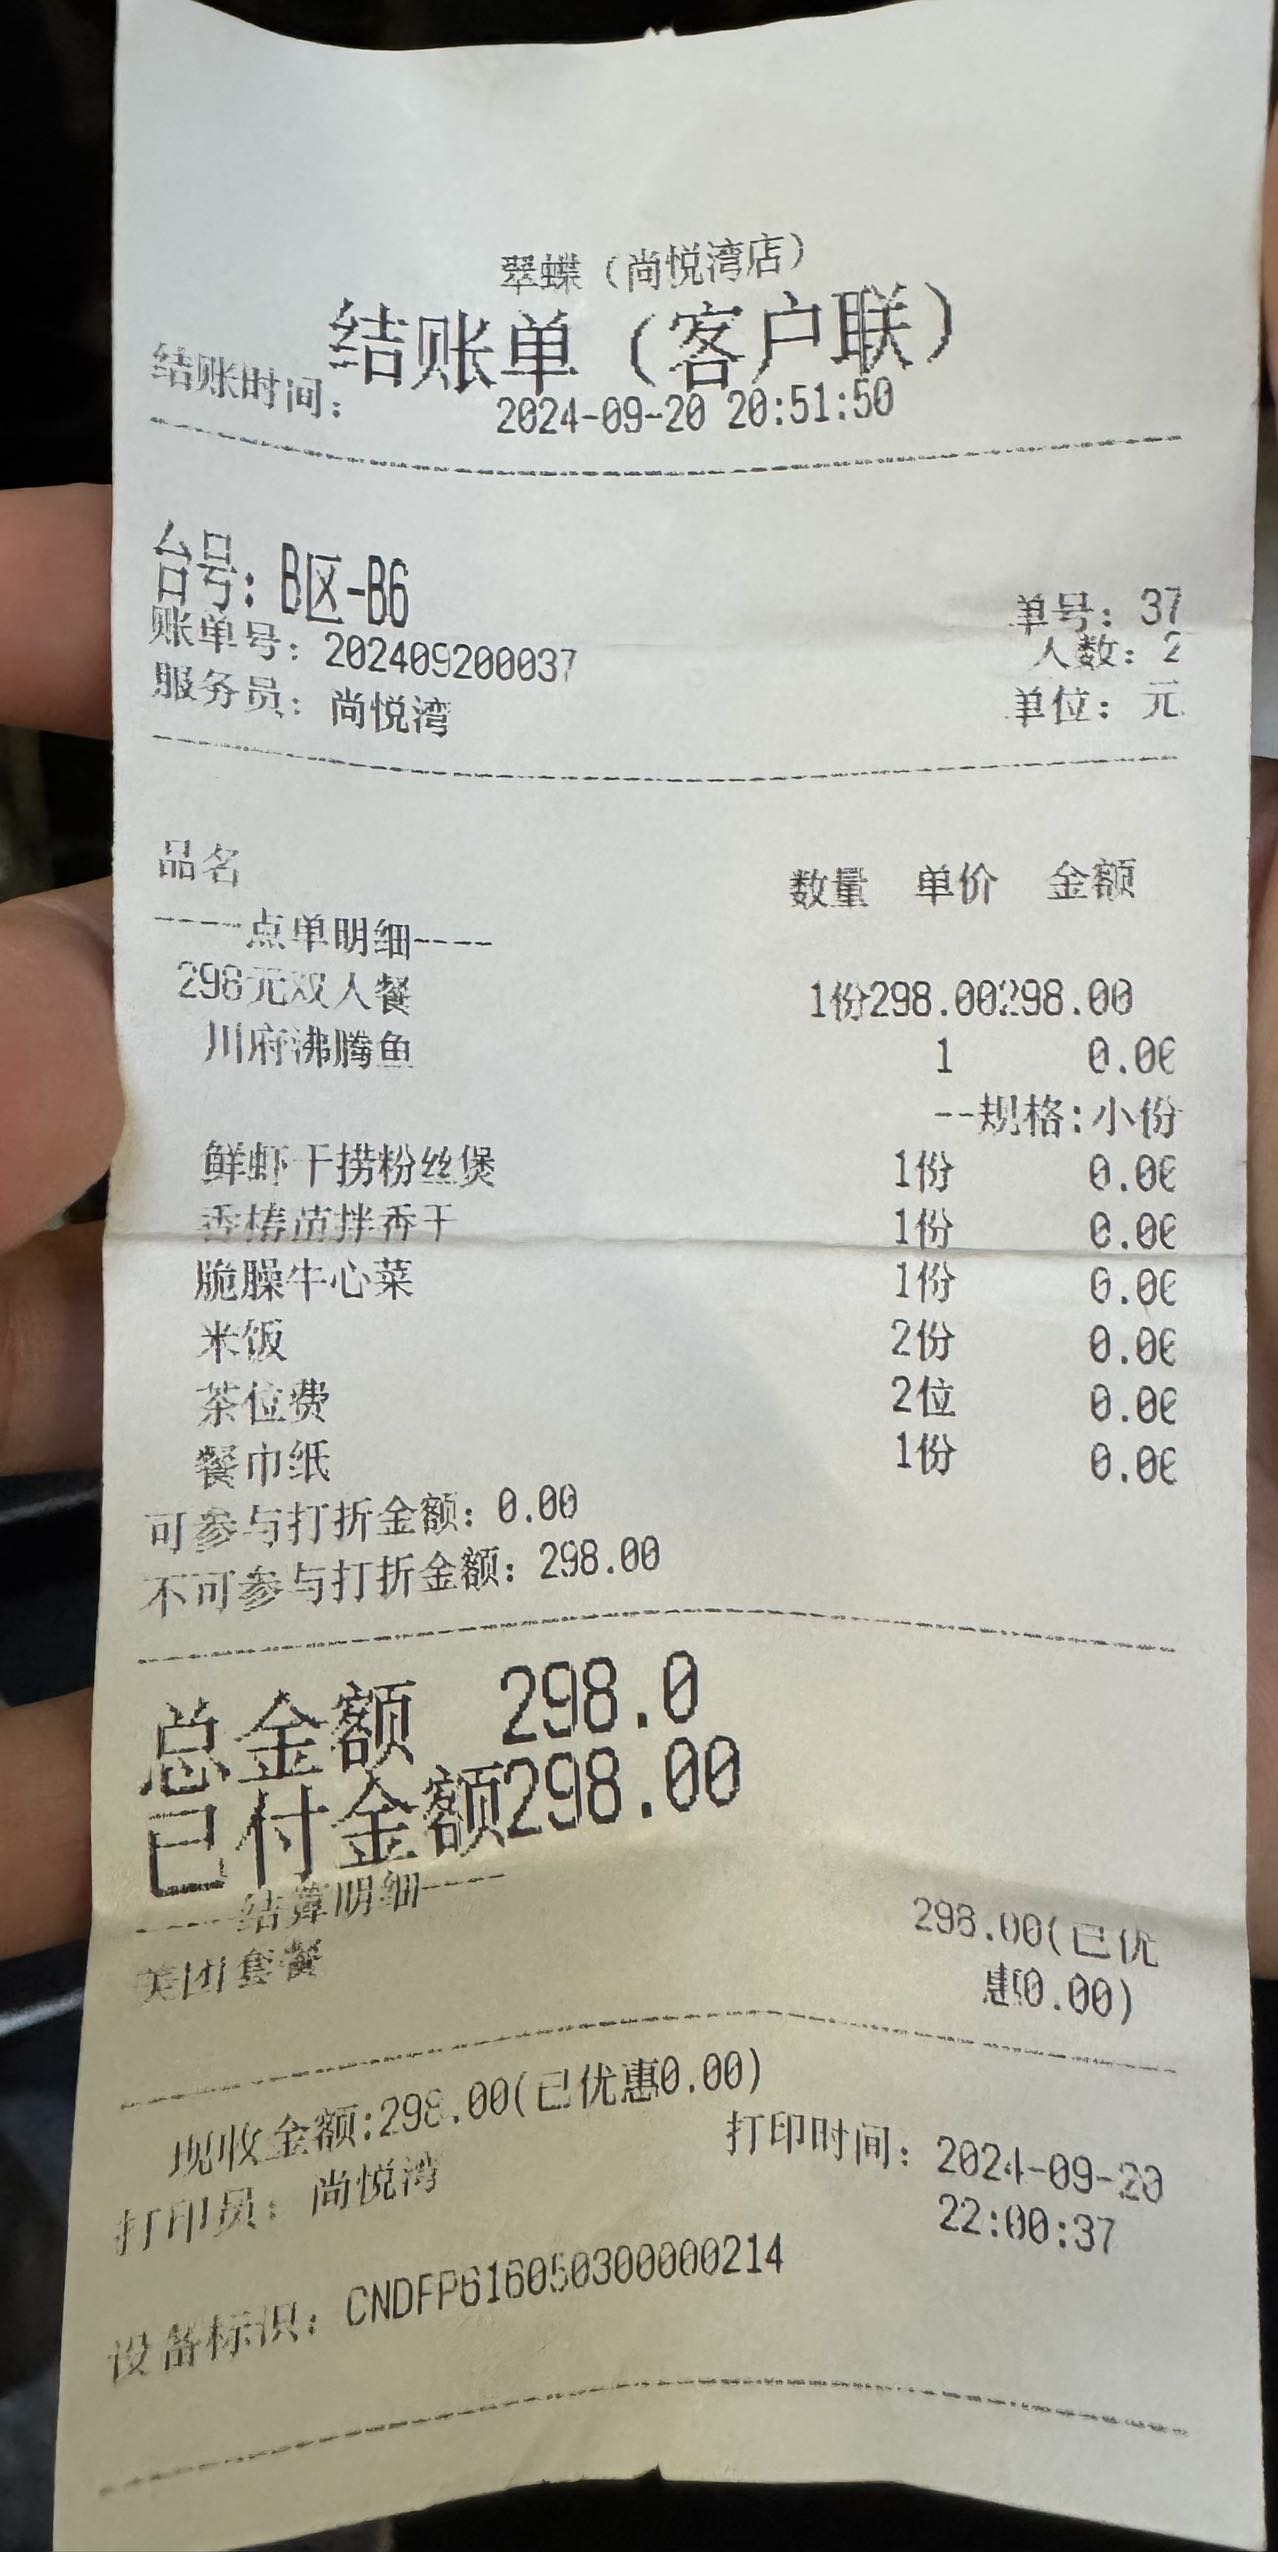 翠蝶（尚悦湾店）
结账单（客户联）
结账时间： 2024-09-20 20:51:50
台号：B区-B6
单号：37
账单号：202409200037
人数：2
服务员：尚悦湾
单位：元
品名 数量 单价 金额
----点单明细----
298元双人餐 1份298.00298.00
川府沸腾鱼 1 0.00
--规格:小份
鲜虾干捞粉丝煲 1份 0.00
香椿苗拌香干 1份 0.00
脆臊牛心菜 1份 0.00
米饭 2份 0.00
茶位费 2位 0.00
餐巾纸 1份 0.00
可参与打折金额：0.00
不可参与打折金额：298.00
总金额 298.0
已付金额298.00
----结算明细----
美团套餐 298.00(已优
惠0.00)
现收金额:298.00(已优惠0.00)
打印员：尚悦湾 打印时间：2024-09-20
22:00:37
设备标识：CNDFP616050300000214